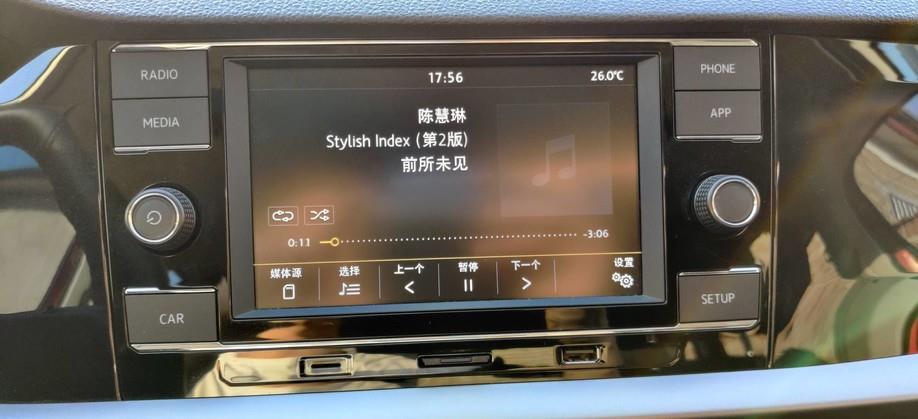 RADIO
MEDIA
CAR
17:56
26.0℃
陈慧琳
Stylish Index (第2版)
前所未见
0:11
-3:06
媒体源
选择
上一个
暂停
下一个
设置
PHONE
APP
SETUP